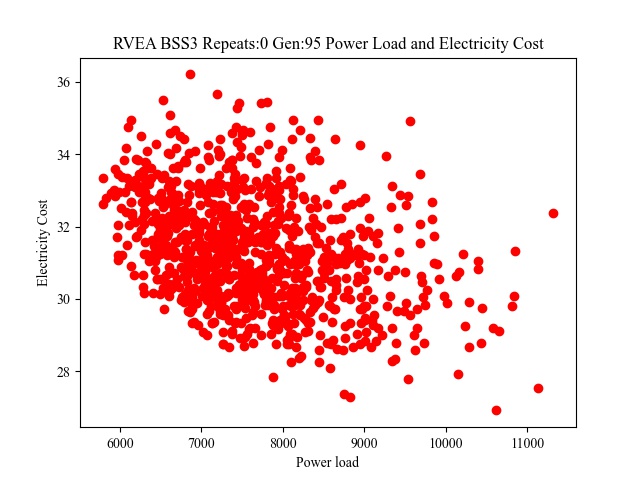 RVEA BSS3 Repeats:0 Gen:95 Power Load and Electricity Cost
36
34
32
30
28
Electricity Cost
6000 7000 8000 9000 10000 11000
Power load